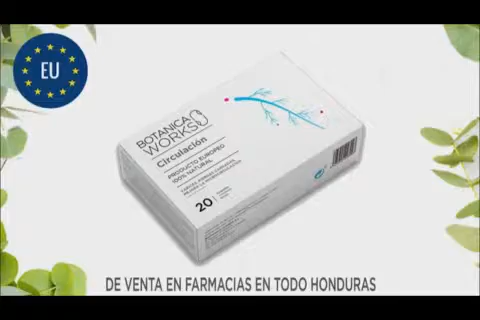 EU
BOTANICA
WORKS
Circulación
PRODUCTO EUROPEO
100% NATURAL
20
DE VENTA EN FARMACIAS EN TODO HONDURAS